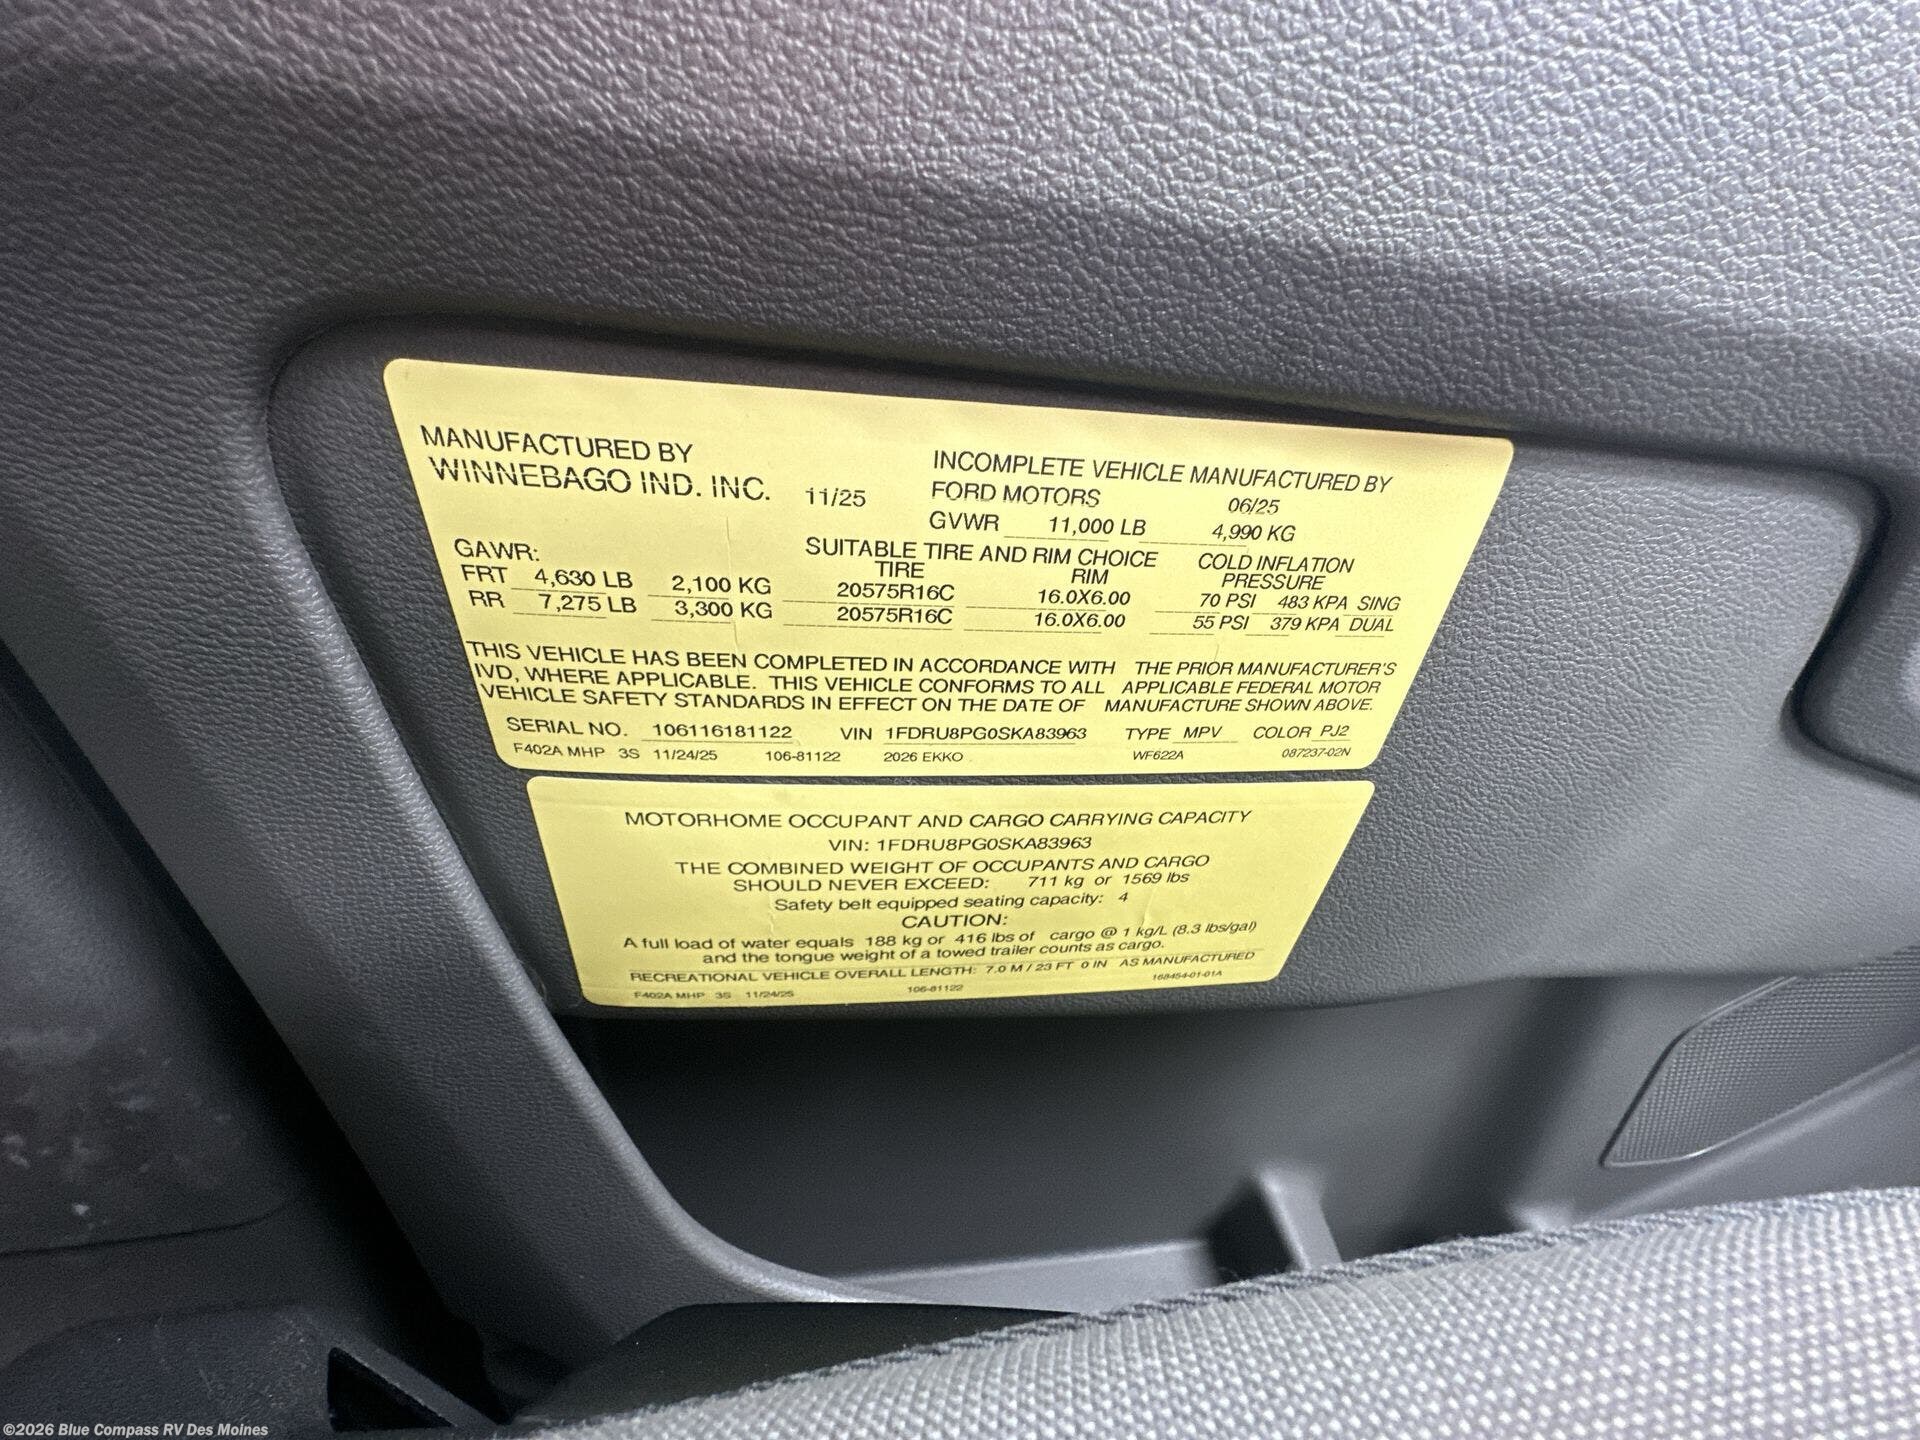 MANUFACTURED BY
WINNEBAGO IND. INC. 11/25
INCOMPLETE VEHICLE MANUFACTURED BY
FORD MOTORS 06/25
GVWR 11,000 LB 4,990 KG
GAWR: SUITABLE TIRE AND RIM CHOICE COLD INFLATION
TIRE RIM PRESSURE
FRT 4,630 LB 2,100 KG 20575R16C 16.0X6.00 70 PSI 483 KPA SING
RR 7,275 LB 3,300 KG 20575R16C 16.0X6.00 55 PSI 379 KPA DUAL
THIS VEHICLE HAS BEEN COMPLETED IN ACCORDANCE WITH THE PRIOR MANUFACTURER'S
IVD, WHERE APPLICABLE. THIS VEHICLE CONFORMS TO ALL APPLICABLE FEDERAL MOTOR
VEHICLE SAFETY STANDARDS IN EFFECT ON THE DATE OF MANUFACTURE SHOWN ABOVE.
SERIAL NO. 106116181122 VIN 1FDRU8PG0SKA83963 TYPE MPV COLOR PJ2
F402A MHP 3S 11/24/25 106-81122 2026 EKKO WF622A 087237-02N
MOTORHOME OCCUPANT AND CARGO CARRYING CAPACITY
VIN: 1FDRU8PG0SKA83963
THE COMBINED WEIGHT OF OCCUPANTS AND CARGO
SHOULD NEVER EXCEED: 711 kg or 1569 lbs
Safety belt equipped seating capacity: 4
CAUTION:
A full load of water equals 188 kg or 416 lbs of cargo @ 1 kg/L (8.3 lbs/gal)
and the tongue weight of a towed trailer counts as cargo.
RECREATIONAL VEHICLE OVERALL LENGTH: 7.0 M / 23 FT 0 IN AS MANUFACTURED
F402A MHP 3S 11/24/25 106-81122 168454-01-01A
©2026 Blue Compass RV Des Moines